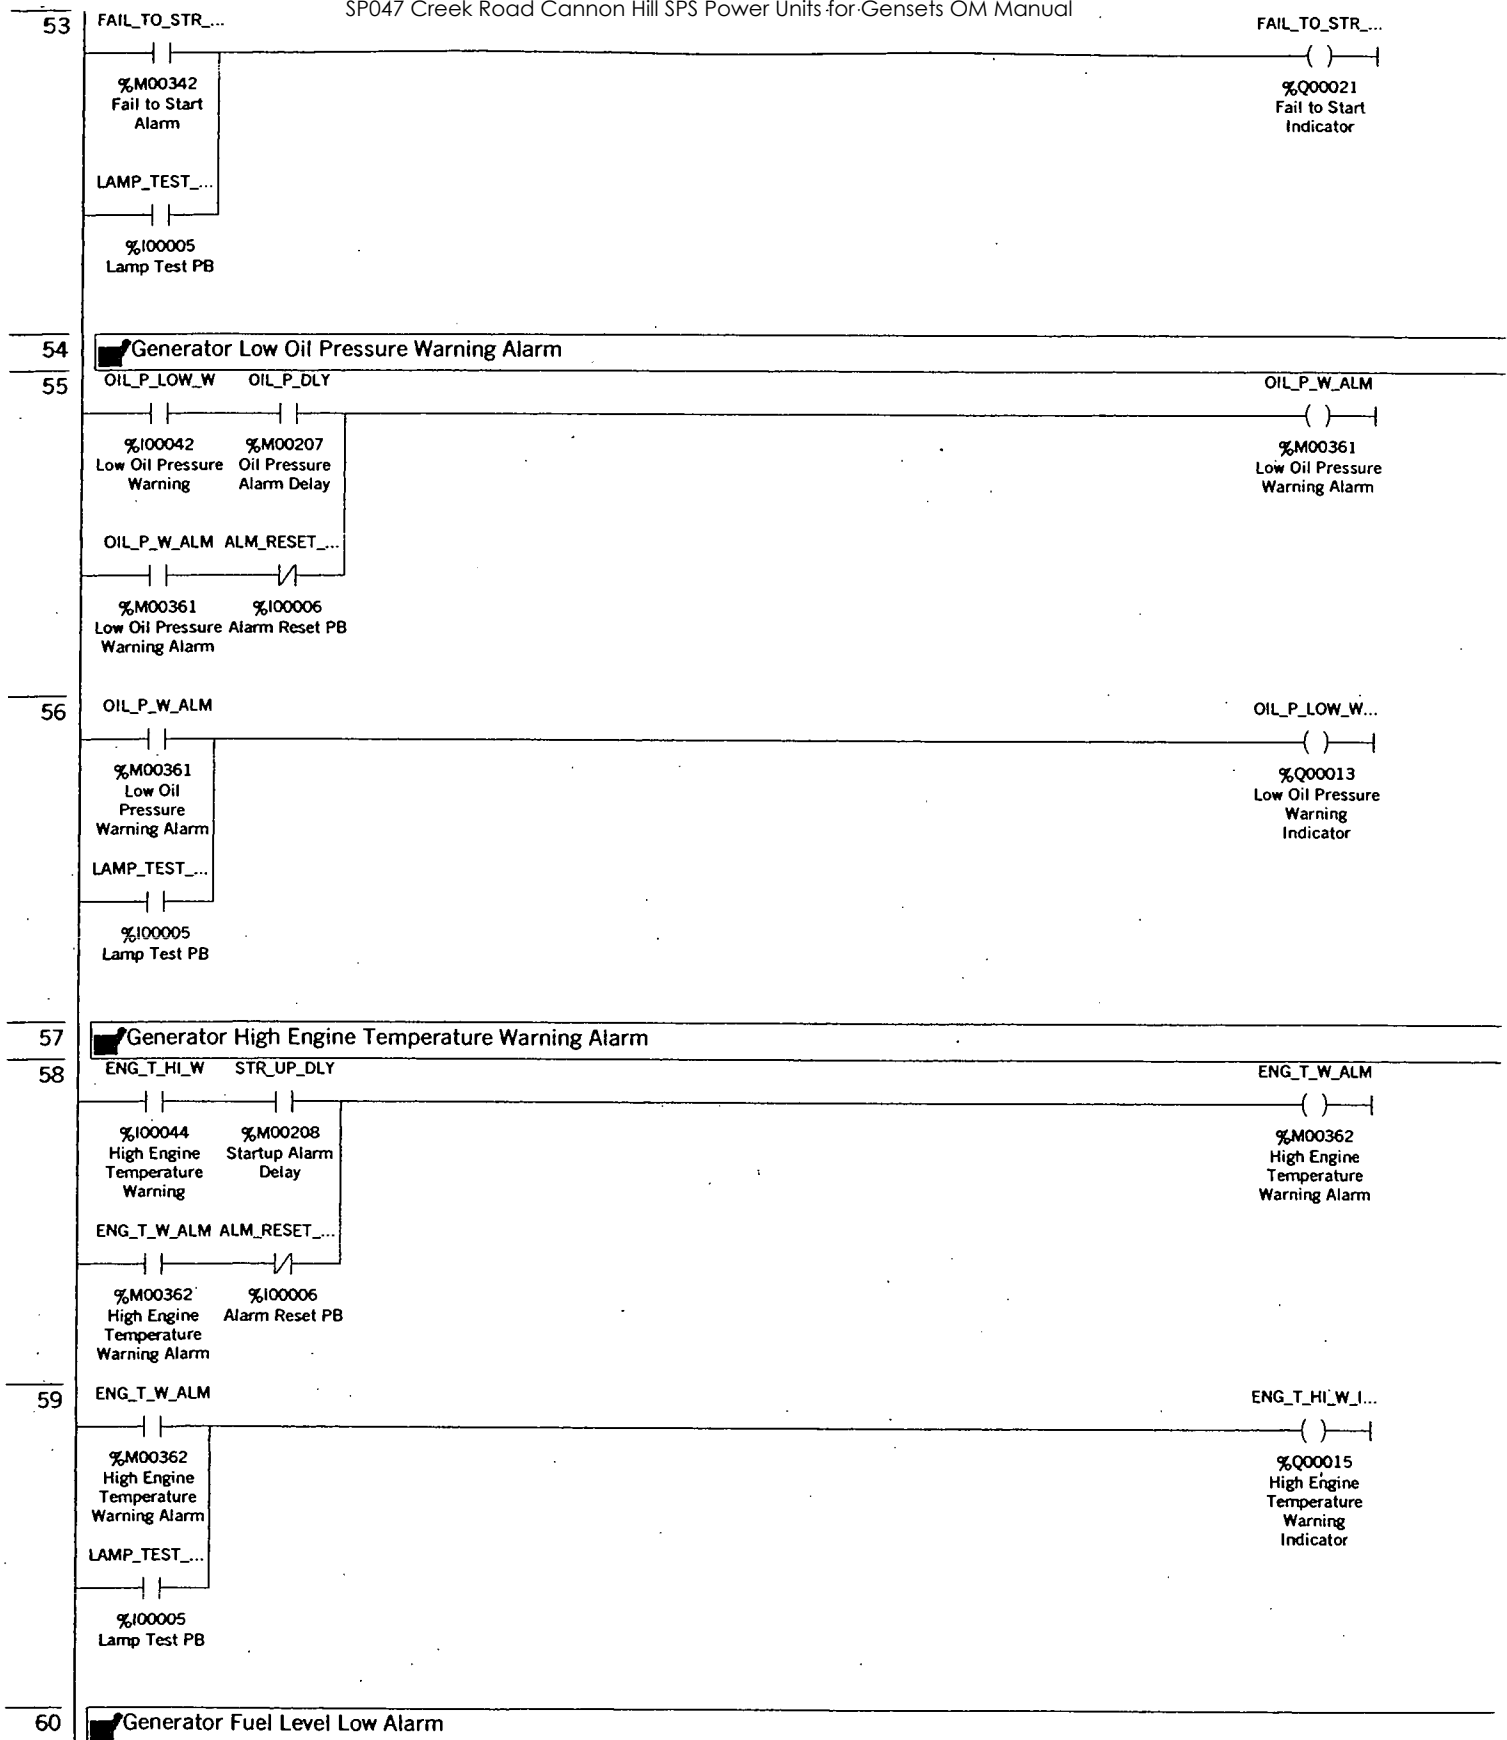 SP047 Creek Road Cannon Hill SPS Power Units for Gensets OM Manual
53
FAIL_TO_STR_...
FAIL_TO_STR_...
%M00342
Fail to Start
Alarm
%Q00021
Fail to Start
Indicator
LAMP_TEST_...
%I00005
Lamp Test PB
54
Generator Low Oil Pressure Warning Alarm
55
OIL_P_LOW_W OIL_P_DLY
OIL_P_W_ALM
%I00042 %M00207
Low Oil Pressure Oil Pressure
Warning Alarm Delay
%M00361
Low Oil Pressure
Warning Alarm
OIL_P_W_ALM ALM_RESET_...
%M00361 %I00006
Low Oil Pressure Alarm Reset PB
Warning Alarm
56
OIL_P_W_ALM
OIL_P_LOW_W...
%M00361
Low Oil
Pressure
Warning Alarm
%Q00013
Low Oil Pressure
Warning
Indicator
LAMP_TEST_...
%I00005
Lamp Test PB
57
Generator High Engine Temperature Warning Alarm
58
ENG_T_HI_W STR_UP_DLY
ENG_T_W_ALM
%I00044 %M00208
High Engine Startup Alarm
Temperature Delay
Warning
%M00362
High Engine
Temperature
Warning Alarm
ENG_T_W_ALM ALM_RESET_...
%M00362 %I00006
High Engine Alarm Reset PB
Temperature
Warning Alarm
59
ENG_T_W_ALM
ENG_T_HI_W_I...
%M00362
High Engine
Temperature
Warning Alarm
%Q00015
High Engine
Temperature
Warning
Indicator
LAMP_TEST_...
%I00005
Lamp Test PB
60
Generator Fuel Level Low Alarm